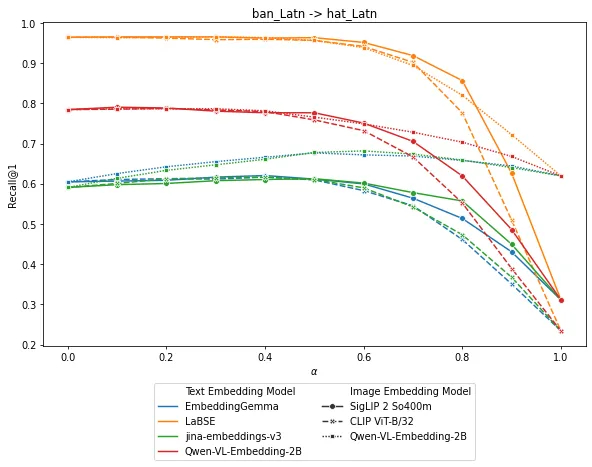 ban_Latn -> hat_Latn
1.0
0.9
0.8
0.7
0.6
0.5
0.4
0.3
0.2
Recall@1
0.0 0.2 0.4 0.6 0.8 1.0
α
Text Embedding Model Image Embedding Model
EmbeddingGemma SigLIP 2 So400m
LaBSE CLIP ViT-B/32
jina-embeddings-v3 Qwen-VL-Embedding-2B
Qwen-VL-Embedding-2B